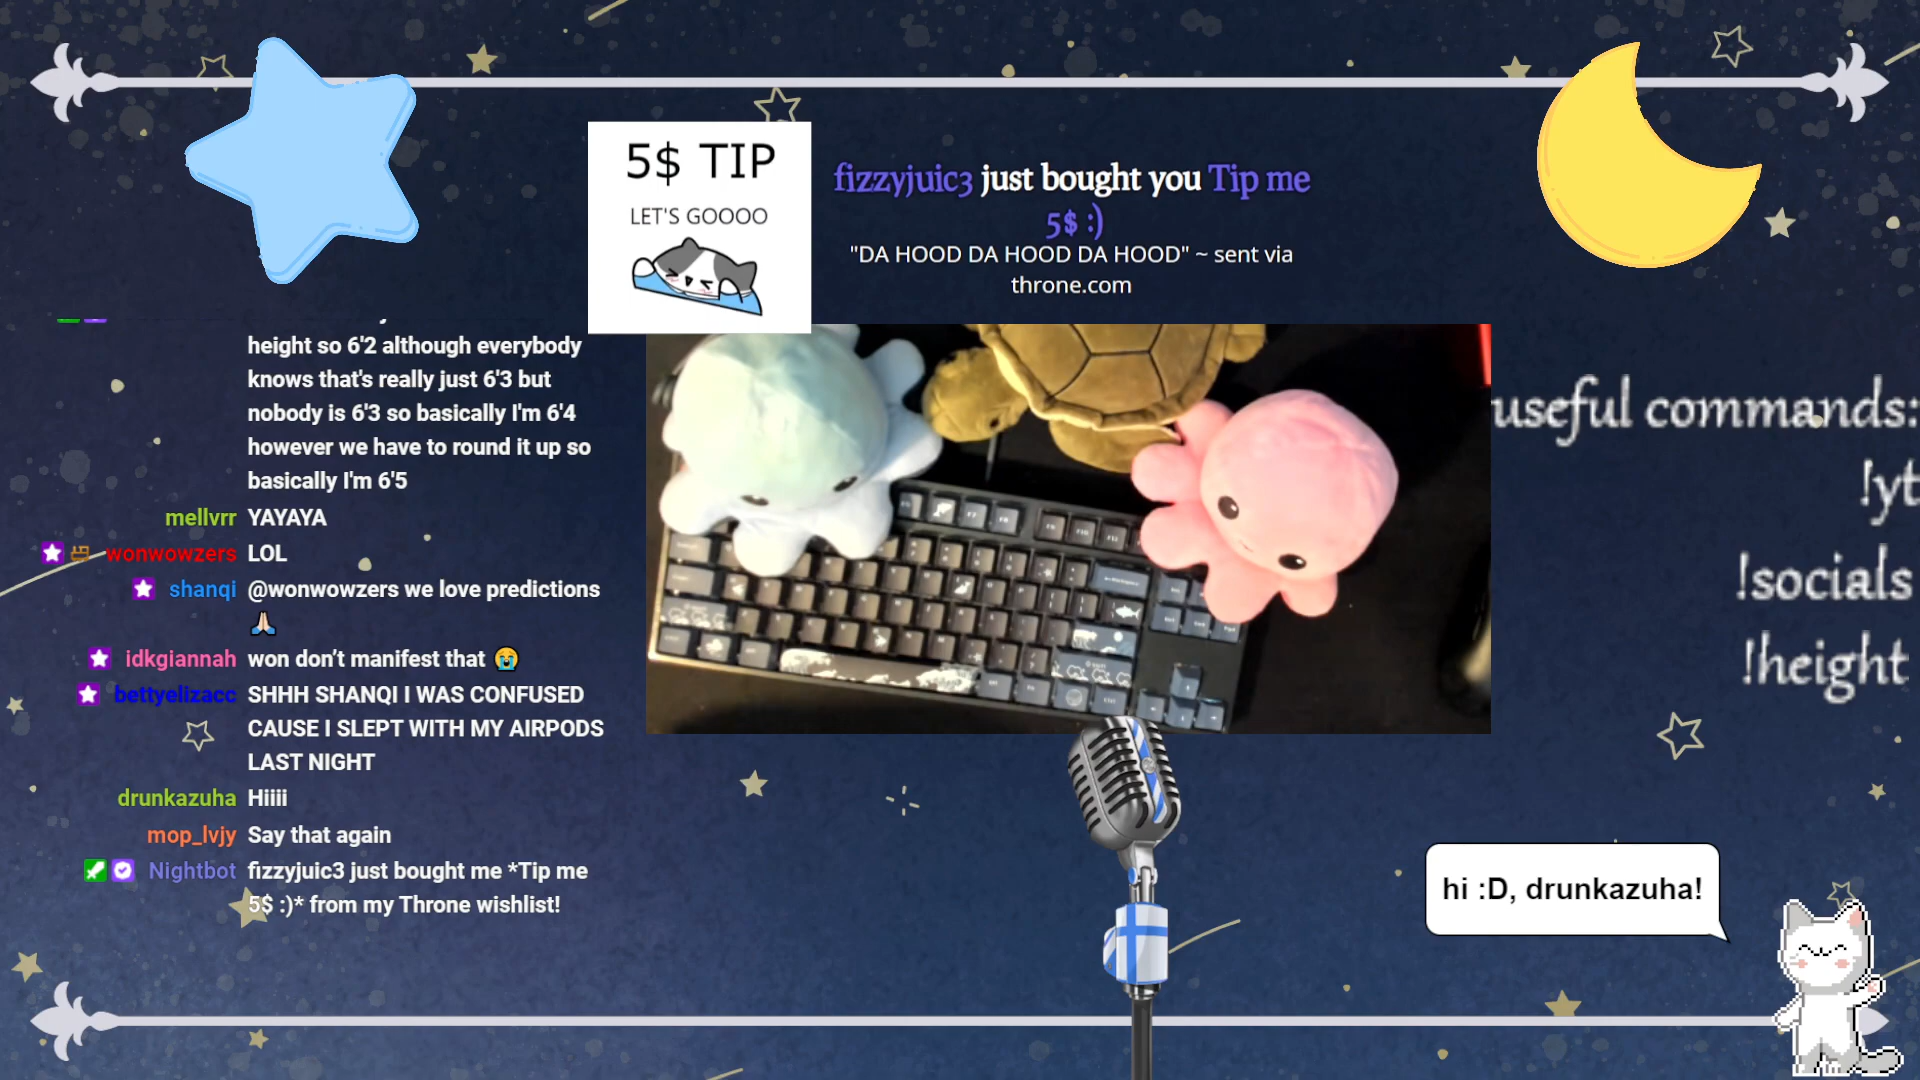 5$ TIP
LET'S GOOOO
fizzyjuic3 just bought you Tip me
5$ :)
"DA HOOD DA HOOD DA HOOD" ~ sent via
throne.com
height so 6'2 although everybody
knows that's really just 6'3 but
nobody is 6'3 so basically I'm 6'4
however we have to round it up so
basically I'm 6'5
mellvrr YAYAYA
wonwowzers LOL
shanqi @wonwowzers we love predictions
🙏🏻
idkgiannah won don’t manifest that 😭
bettyelizacc SHHH SHANQI I WAS CONFUSED
CAUSE I SLEPT WITH MY AIRPODS
LAST NIGHT
drunkazuha Hiiii
mop_lvjy Say that again
Nightbot fizzyjuic3 just bought me *Tip me
5$ :)* from my Throne wishlist!
useful commands:
!yt
!socials
!height
hi :D, drunkazuha!